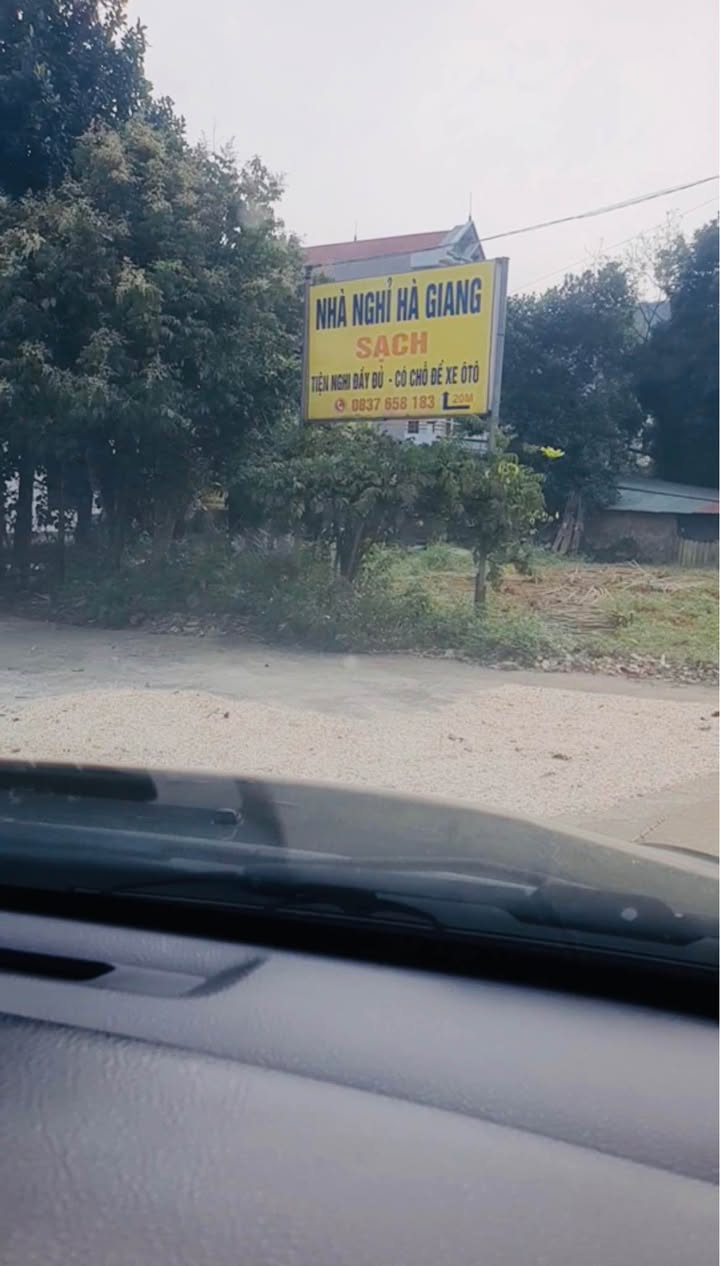 NHÀ NGHỈ HÀ GIANG
SẠCH
TIỆN NGHI ĐẦY ĐỦ - CÓ CHỖ ĐỂ XE ÔTÔ
0837 658 183 20M